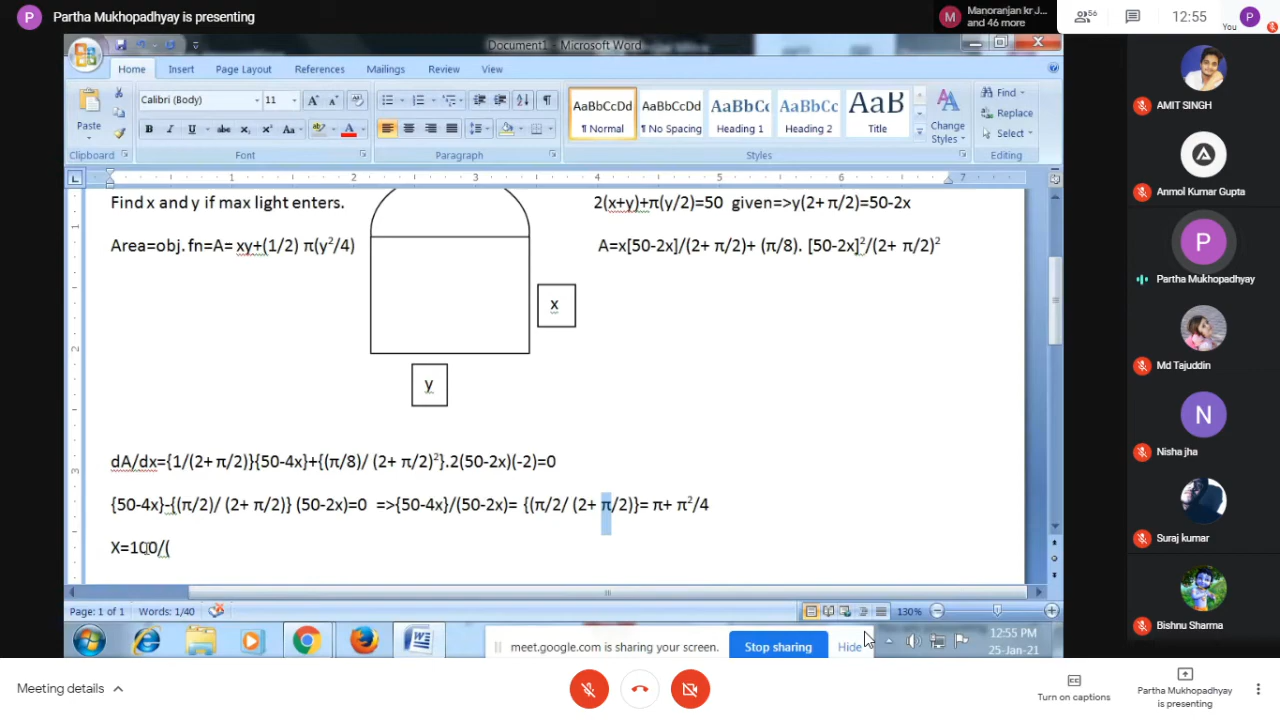 P Partha Mukhopadhyay is presenting
M Manoranjan kr J...
and 46 more
56
12:55
You
P
Document1 - Microsoft Word
Home Insert Page Layout References Mailings Review View
Paste
Calibri (Body) 11
AaBbCcDd AaBbCcDd AaBbCc AaBbCc AaB
¶ Normal ¶ No Spacing Heading 1 Heading 2 Title
Change
Styles
Find
Replace
Select
Clipboard Font Paragraph Styles Editing
1 2 3 4 5 6 7
Find x and y if max light enters.
2(x+y)+π(y/2)=50 given=>y(2+ π/2)=50-2x
Area=obj. fn=A= xy+(1/2) π(y²/4)
A=x[50-2x]/(2+ π/2)+ (π/8). [50-2x]²/(2+ π/2)²
x
y
dA/dx={1/(2+ π/2)}{50-4x}+{(π/8)/ (2+ π/2)²}.2(50-2x)(-2)=0
{50-4x}-{(π/2)/ (2+ π/2)} (50-2x)=0 =>{50-4x}/(50-2x)= {(π/2/ (2+ π/2)}= π+ π²/4
X=100/(
Page: 1 of 1 Words: 1/40 130%
meet.google.com is sharing your screen. Stop sharing Hide
12:55 PM
25-Jan-21
AMIT SINGH
Anmol Kumar Gupta
P
Partha Mukhopadhyay
Md Tajuddin
N
Nisha jha
Suraj kumar
Bishnu Sharma
Meeting details
Turn on captions
Partha Mukhopadhyay
is presenting